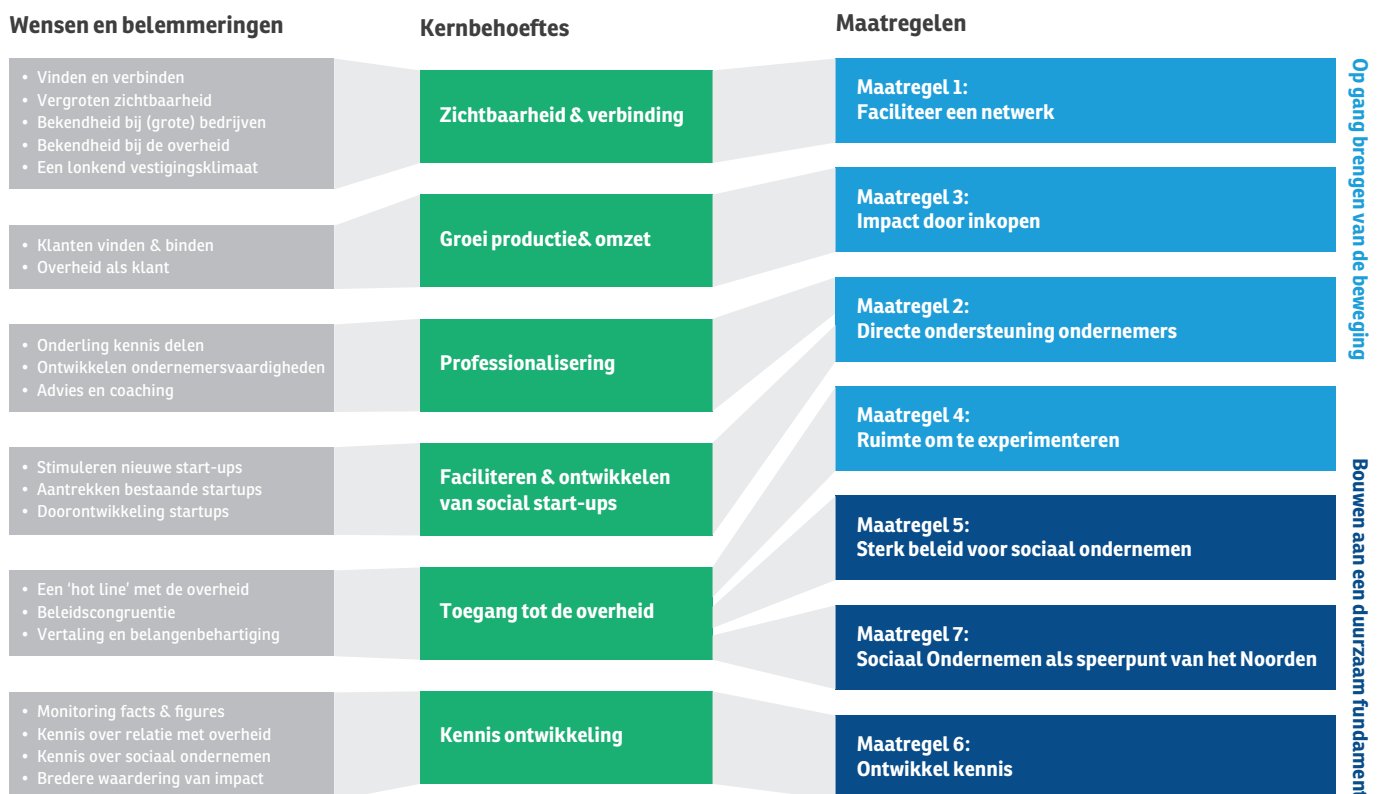 Wensen en belemmeringen
• Vinden en verbinden
• Vergroten zichtbaarheid
• Bekendheid bij (grote) bedrijven
• Bekendheid bij de overheid
• Een lonkend vestigingsklimaat
• Klanten vinden & binden
• Overheid als klant
• Onderling kennis delen
• Ontwikkelen ondernemersvaardigheden
• Advies en coaching
• Stimuleren nieuwe start-ups
• Aantrekken bestaande startups
• Doorontwikkeling startups
• Een 'hot line' met de overheid
• Beleidscongruentie
• Vertaling en belangenbehartiging
• Monitoring facts & figures
• Kennis over relatie met overheid
• Kennis over sociaal ondernemen
• Bredere waardering van impact
Kernbehoeftes
Zichtbaarheid & verbinding
Groei productie& omzet
Professionalisering
Faciliteren & ontwikkelen
van social start-ups
Toegang tot de overheid
Kennis ontwikkeling
Maatregelen
Maatregel 1:
Faciliteer een netwerk
Maatregel 3:
Impact door inkopen
Maatregel 2:
Directe ondersteuning ondernemers
Maatregel 4:
Ruimte om te experimenteren
Maatregel 5:
Sterk beleid voor sociaal ondernemen
Maatregel 7:
Sociaal Ondernemen als speerpunt van het Noorden
Maatregel 6:
Ontwikkel kennis
Op gang brengen van de beweging
Bouwen aan een duurzaam fundament